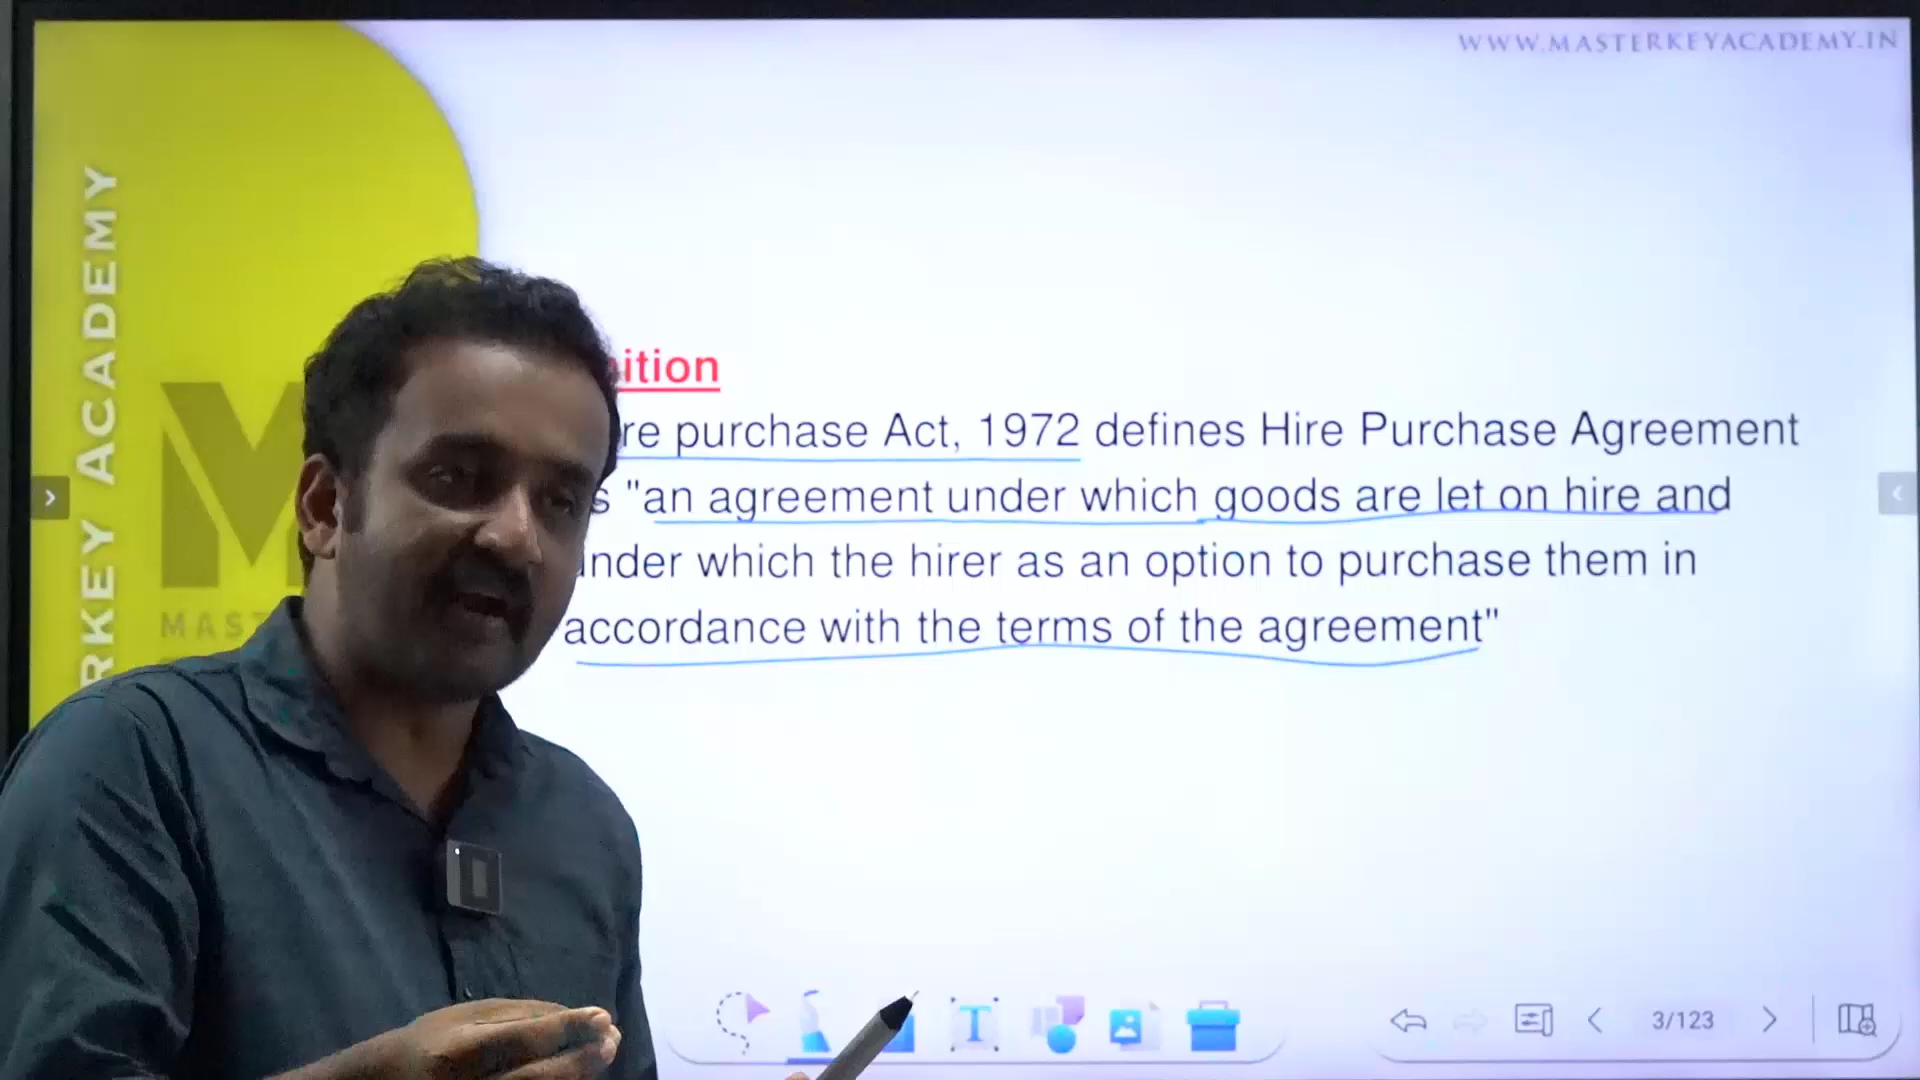 WWW.MASTERKEYACADEMY.IN
RKEY ACADEMY
MAST
ition
re purchase Act, 1972 defines Hire Purchase Agreement
s "an agreement under which goods are let on hire and
nder which the hirer as an option to purchase them in
accordance with the terms of the agreement"
T
3/123